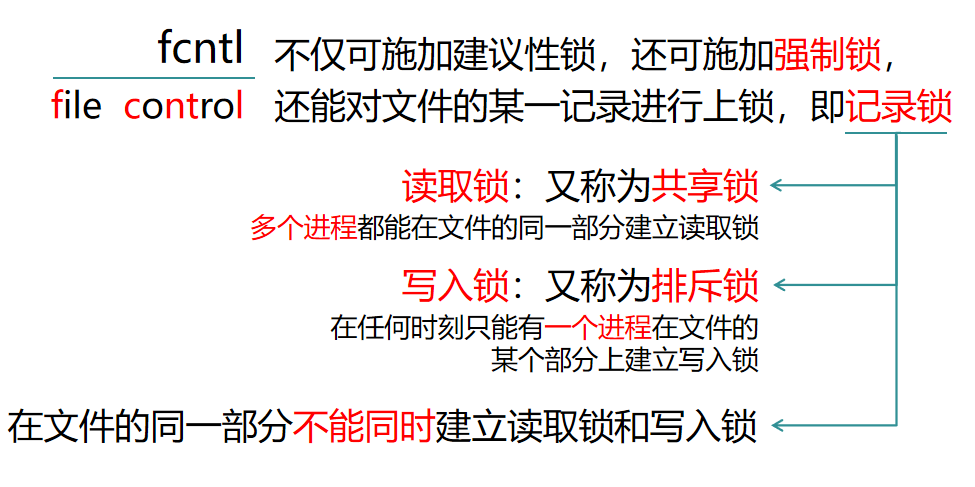 fcntl 不仅可施加建议性锁，还可施加强制锁，
file control 还能对文件的某一记录进行上锁，即记录锁
读取锁：又称为共享锁
多个进程都能在文件的同一部分建立读取锁
写入锁：又称为排斥锁
在任何时刻只能有一个进程在文件的
某个部分上建立写入锁
在文件的同一部分不能同时建立读取锁和写入锁